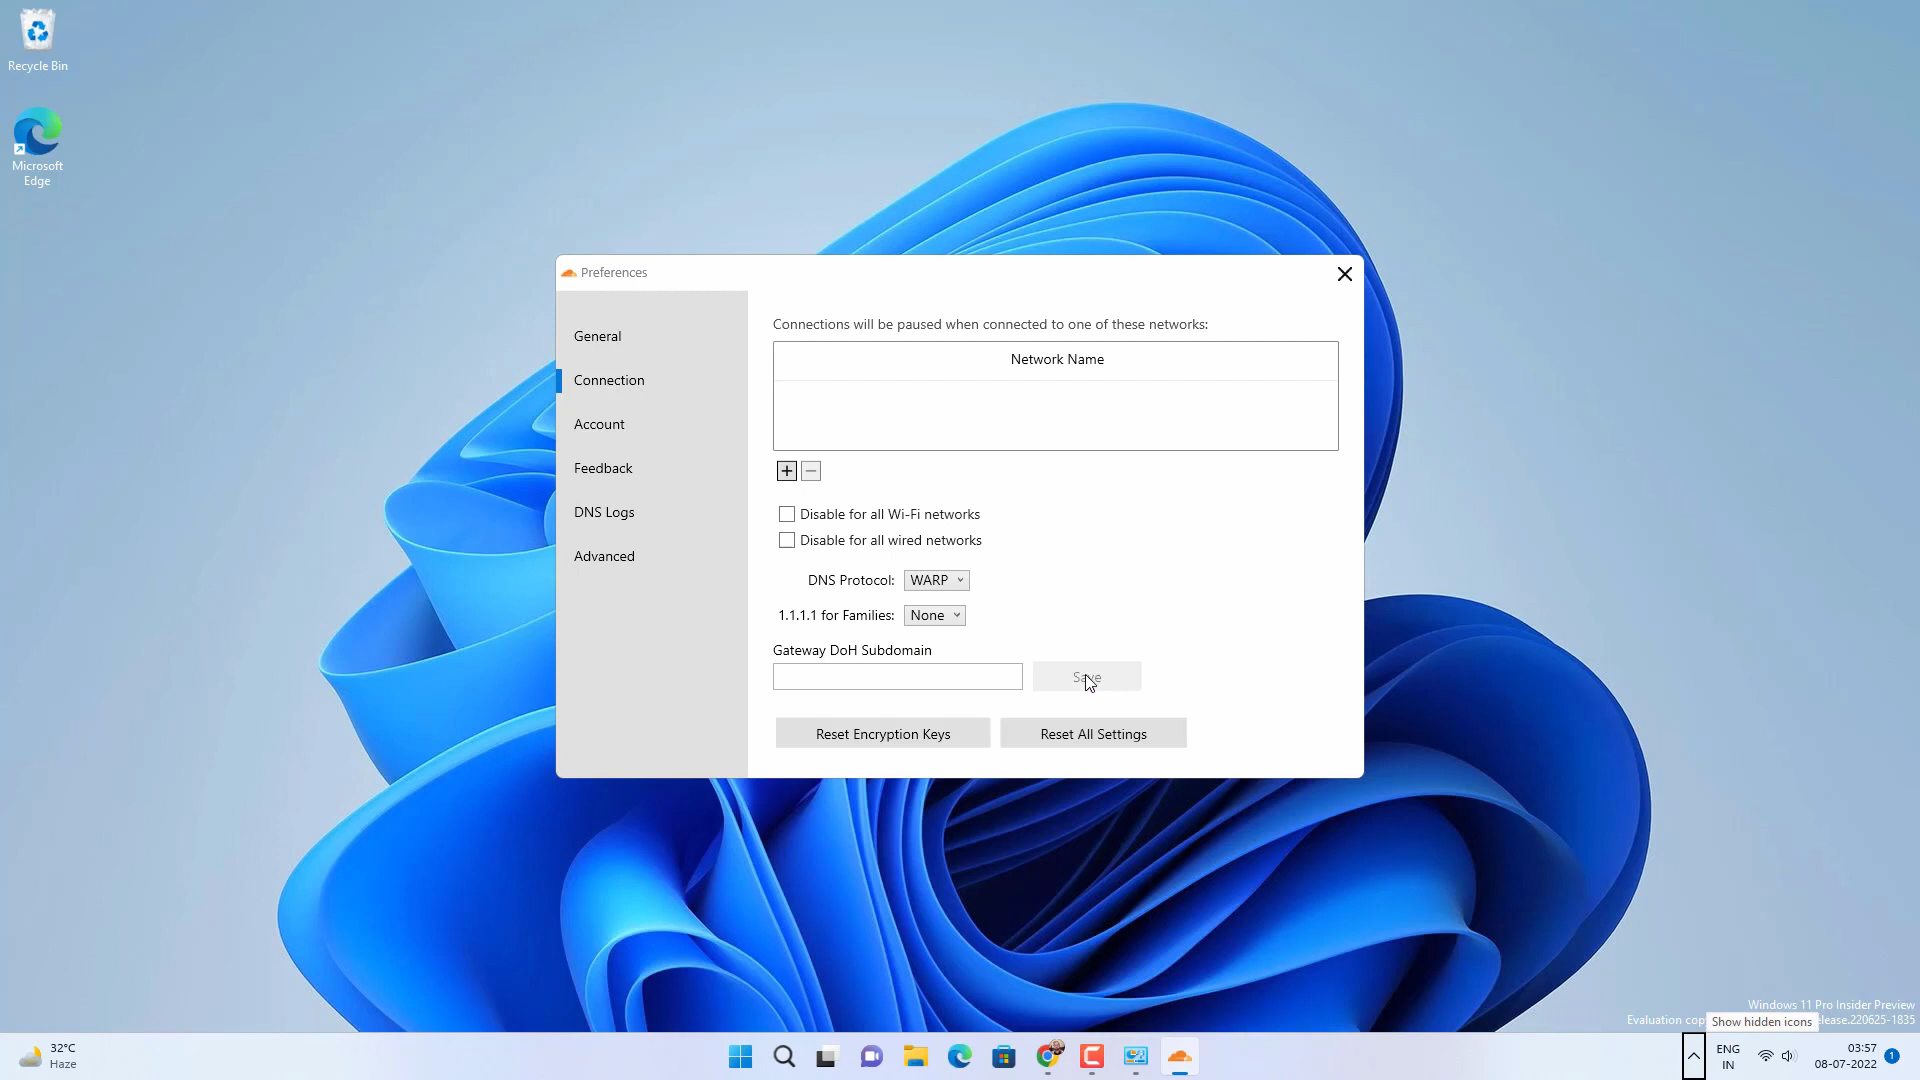 Recycle Bin
Microsoft
Edge
Preferences
General
Connection
Account
Feedback
DNS Logs
Advanced
Connections will be paused when connected to one of these networks:
Network Name
+
−
Disable for all Wi-Fi networks
Disable for all wired networks
DNS Protocol: WARP
1.1.1.1 for Families: None
Gateway DoH Subdomain
Save
Reset Encryption Keys
Reset All Settings
Windows 11 Pro Insider Preview
Evaluation cop
elease.220625-1835
Show hidden icons
32°C
Haze
ENG
IN
03:57
08-07-2022
1